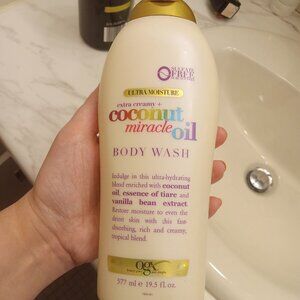 SULFATE
FREE
ULTRA MOISTURE
extra creamy +
coconut
miracle oil
BODY WASH
Indulge in this ultra-hydrating
blend enriched with coconut
oil, essence of tiare and
vanilla bean extract.
Restore moisture to even the
driest skin with this fast-
absorbing, rich and creamy,
tropical blend.
ogx
577 ml e 19.5 fl. oz.